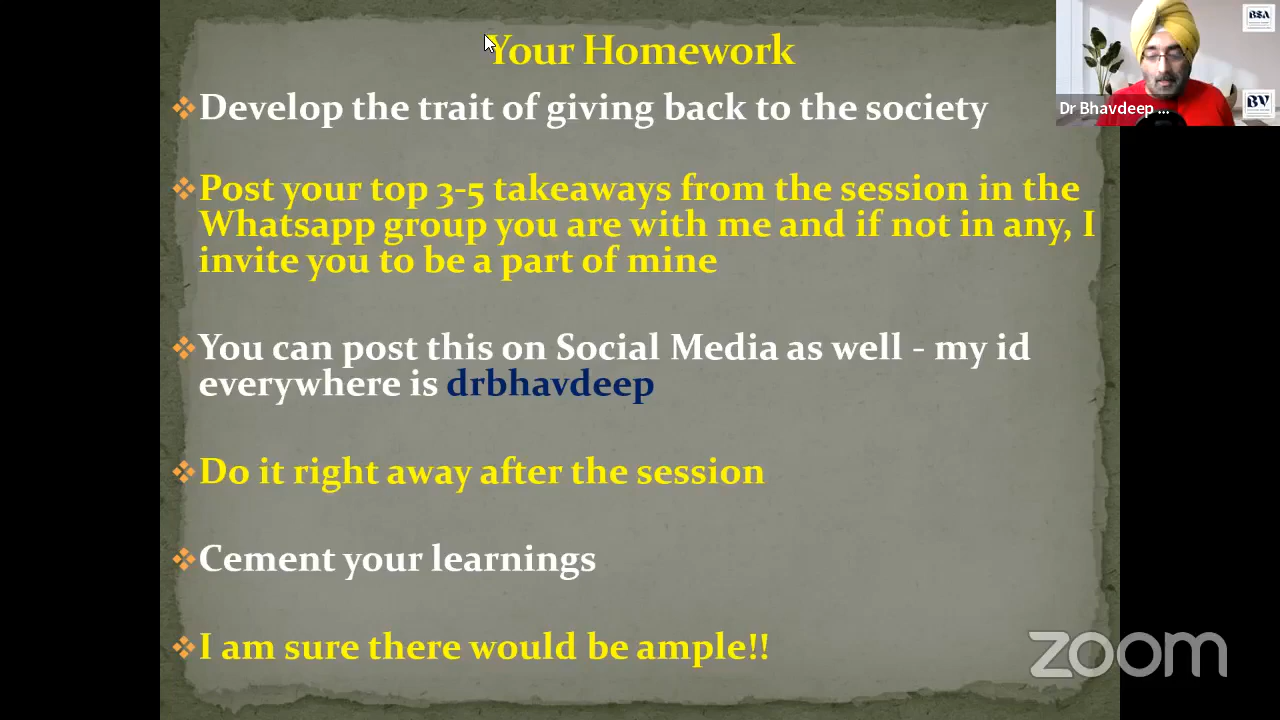 Your Homework
Develop the trait of giving back to the society
Post your top 3-5 takeaways from the session in the
Whatsapp group you are with me and if not in any, I
invite you to be a part of mine
You can post this on Social Media as well - my id
everywhere is drbhavdeep
Do it right away after the session
Cement your learnings
I am sure there would be ample!!
Dr Bhavdeep ...
BSA
BV
zoom